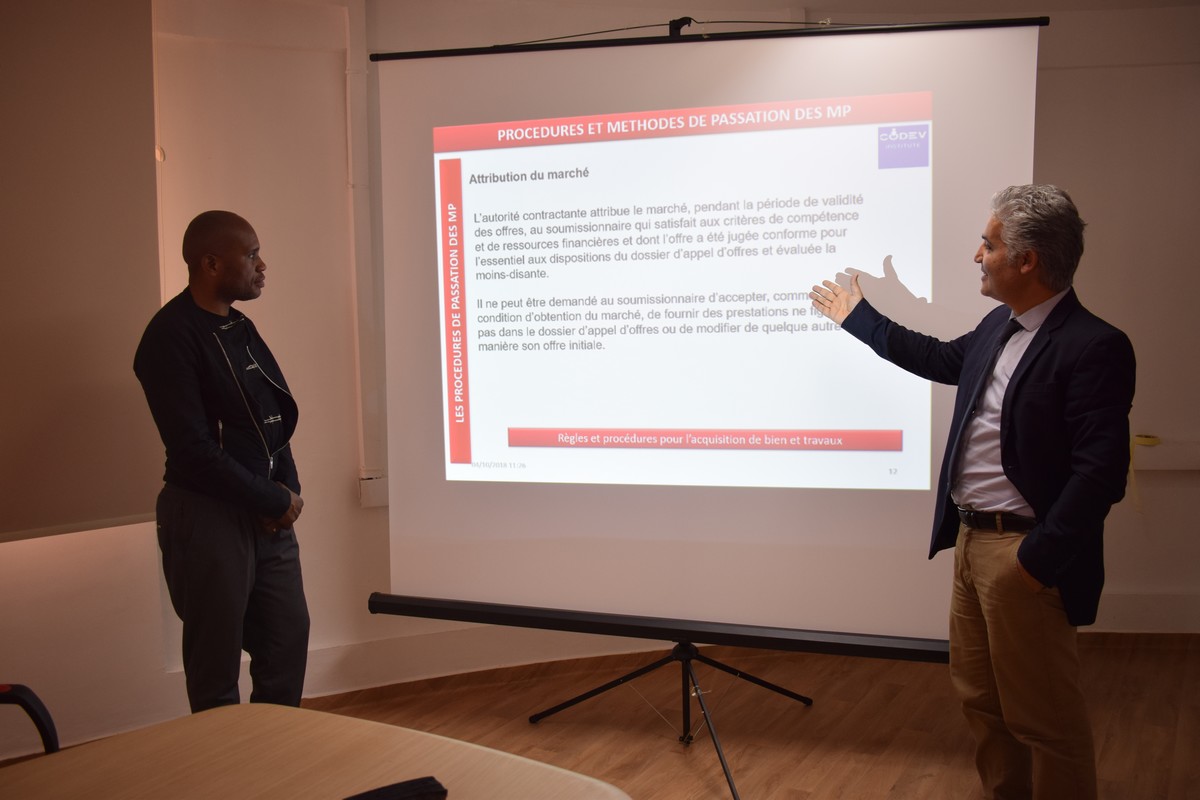 PROCEDURES ET METHODES DE PASSATION DES MP
CODEV
institute
LES PROCEDURES DE PASSATION DES MP
Attribution du marché
L'autorité contractante attribue le marché, pendant la période de validité
des offres, au soumissionnaire qui satisfait aux critères de compétence
et de ressources financières et dont l'offre a été jugée conforme pour
l'essentiel aux dispositions du dossier d'appel d'offres et évaluée la
moins-disante.
Il ne peut être demandé au soumissionnaire d'accepter, comme
condition d'obtention du marché, de fournir des prestations ne
pas dans le dossier d'appel d'offres ou de modifier de quelque autre
manière son offre initiale.
Règles et procédures pour l'acquisition de bien et travaux
12